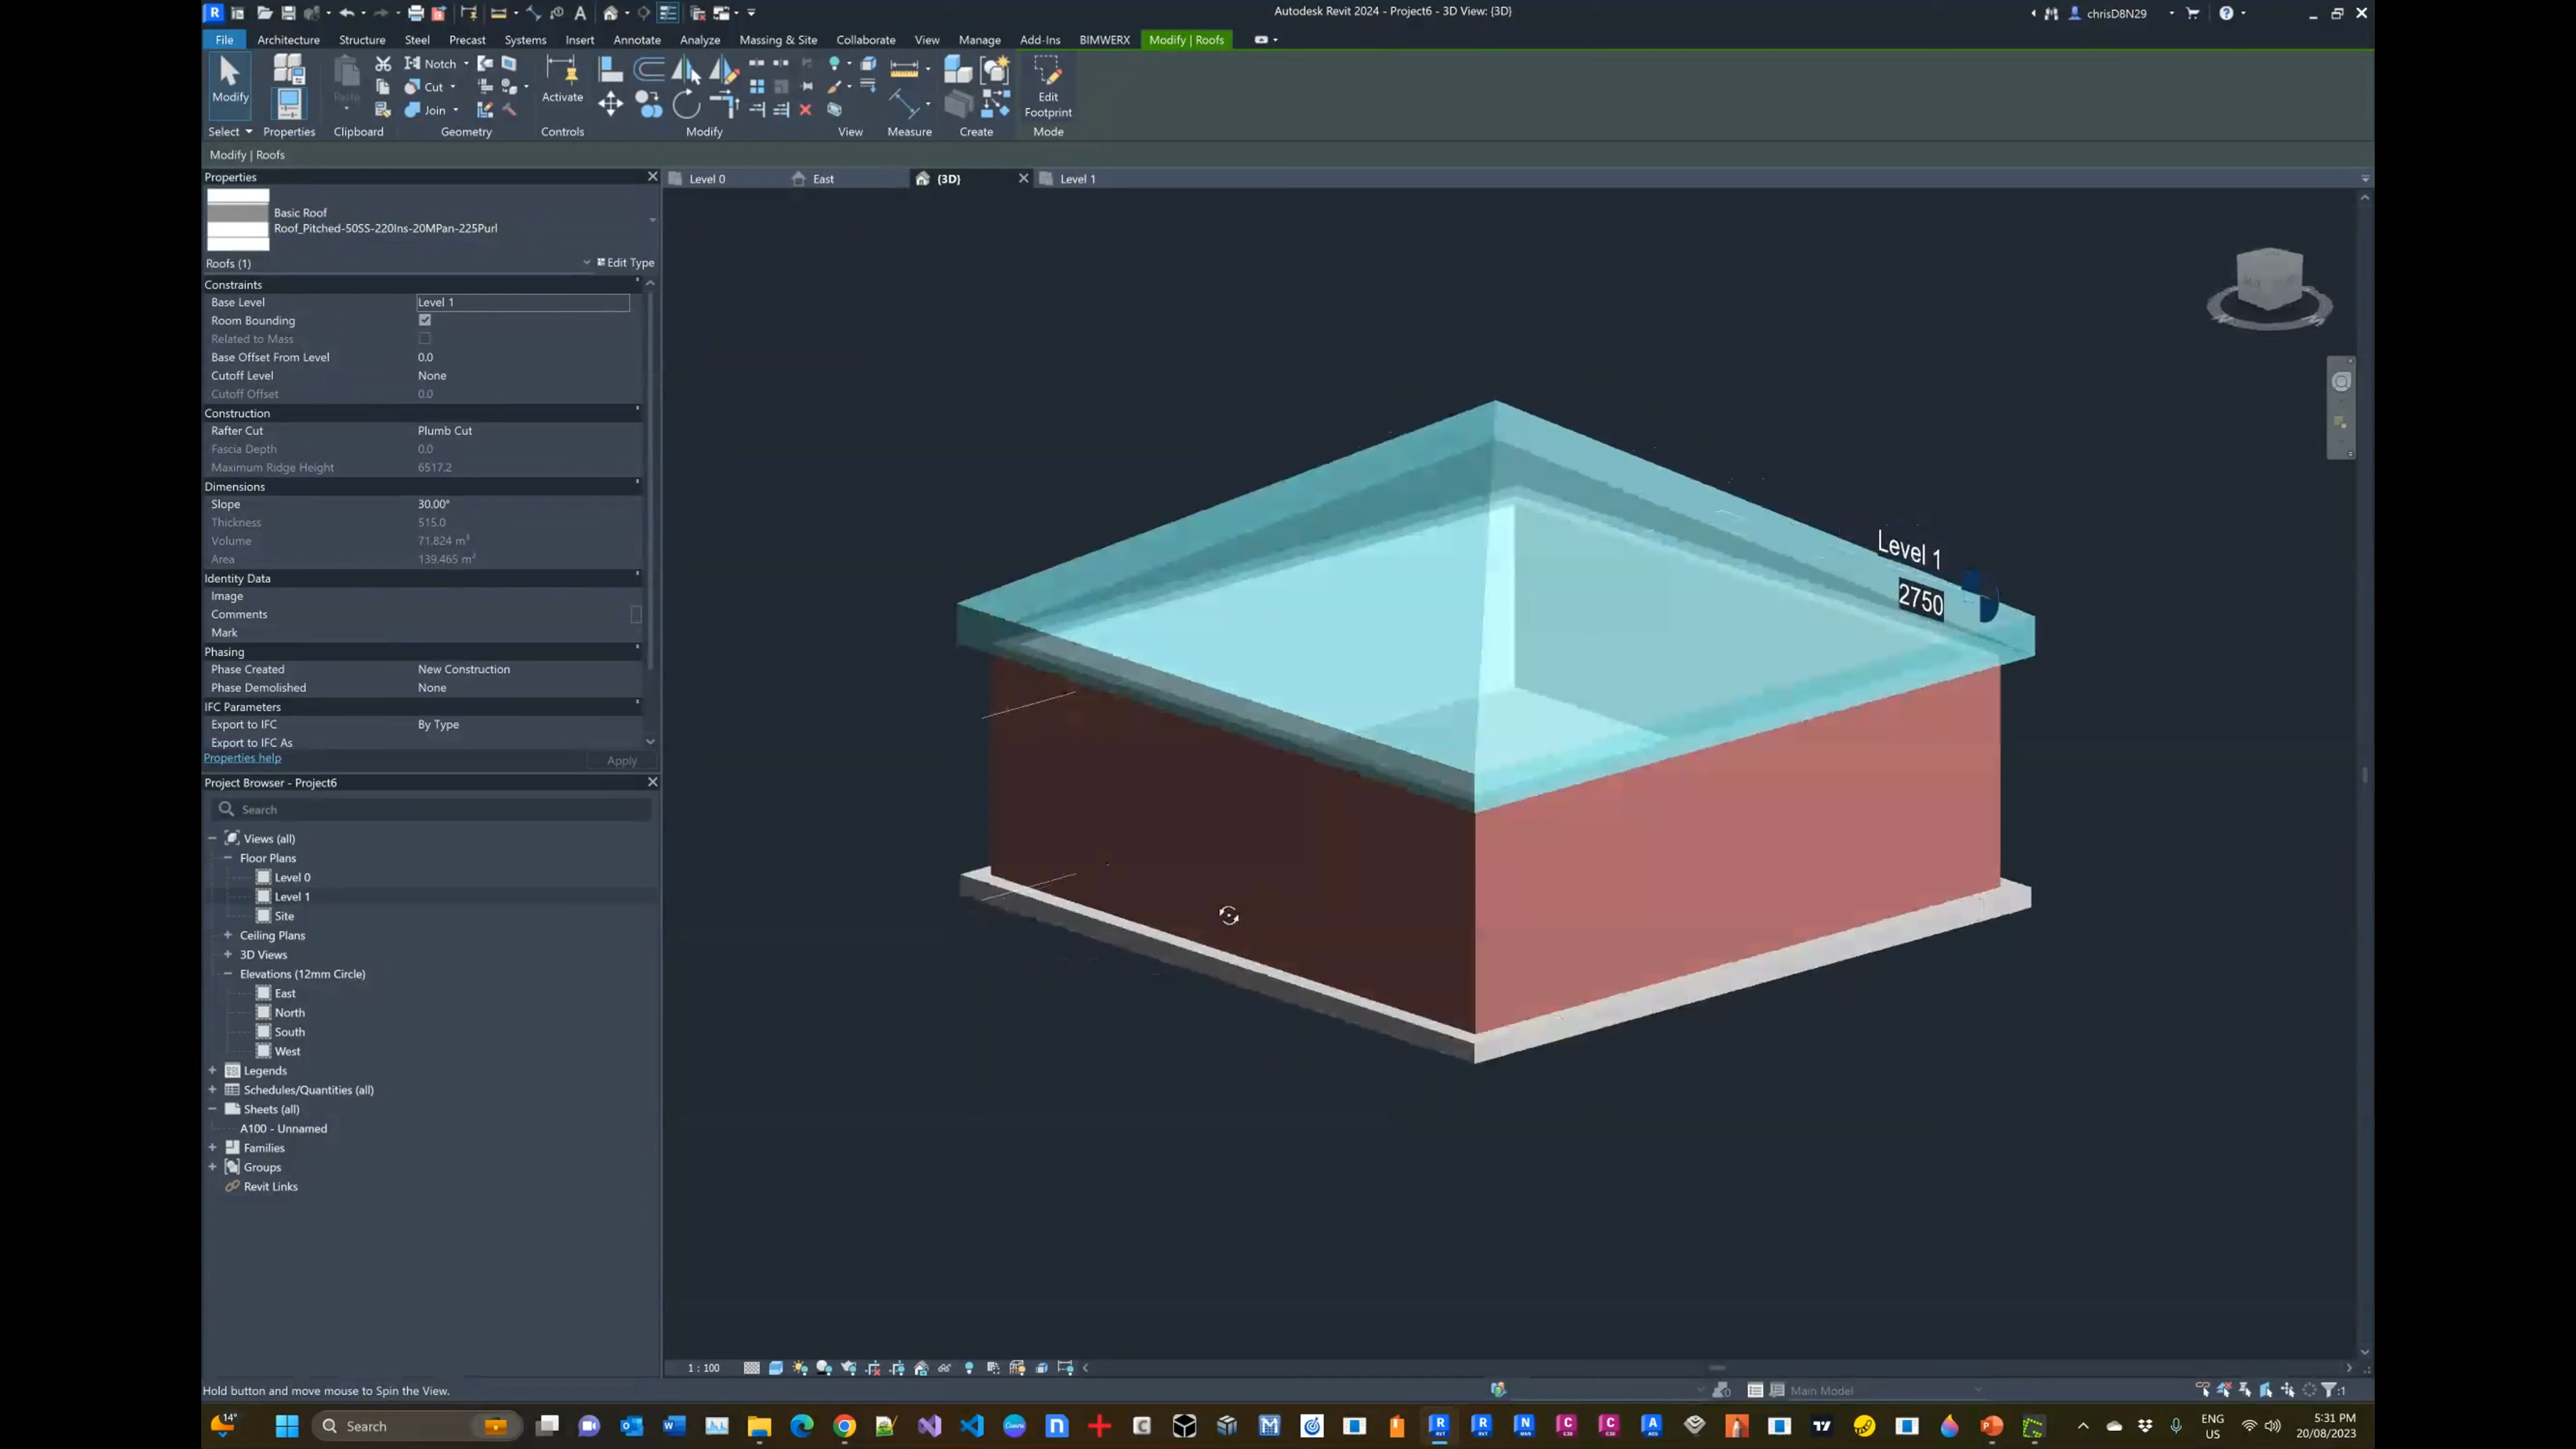 Autodesk Revit 2024 - Project6 - 3D View: {3D}
chrisD8N29
File Architecture Structure Steel Precast Systems Insert Annotate Analyze Massing & Site Collaborate View Manage Add-Ins BIMWERX Modify | Roofs
Modify
Paste
Notch
Cut
Join
Activate
Edit
Footprint
Select Properties Clipboard Geometry Controls Modify View Measure Create Mode
Modify | Roofs
Properties
Level 0
East
{3D}
Level 1
Basic Roof
Roof_Pitched-50SS-220Ins-20MPan-225Purl
Roofs (1)
Edit Type
Constraints
Base Level Level 1
Room Bounding
Related to Mass
Base Offset From Level 0.0
Cutoff Level None
Cutoff Offset 0.0
Construction
Rafter Cut Plumb Cut
Fascia Depth 0.0
Maximum Ridge Height 6517.2
Dimensions
Slope 30.00°
Thickness 515.0
Volume 71.824 m³
Area 139.465 m²
Identity Data
Image
Comments
Mark
Phasing
Phase Created New Construction
Phase Demolished None
IFC Parameters
Export to IFC By Type
Export to IFC As
Properties help
Apply
Project Browser - Project6
Search
Views (all)
Floor Plans
Level 0
Level 1
Site
Ceiling Plans
3D Views
Elevations (12mm Circle)
East
North
South
West
Legends
Schedules/Quantities (all)
Sheets (all)
A100 - Unnamed
Families
Groups
Revit Links
Level 1
2750
1 : 100
Hold button and move mouse to Spin the View.
Main Model
:1
14°
Search
ENG
US
5:31 PM
20/08/2023